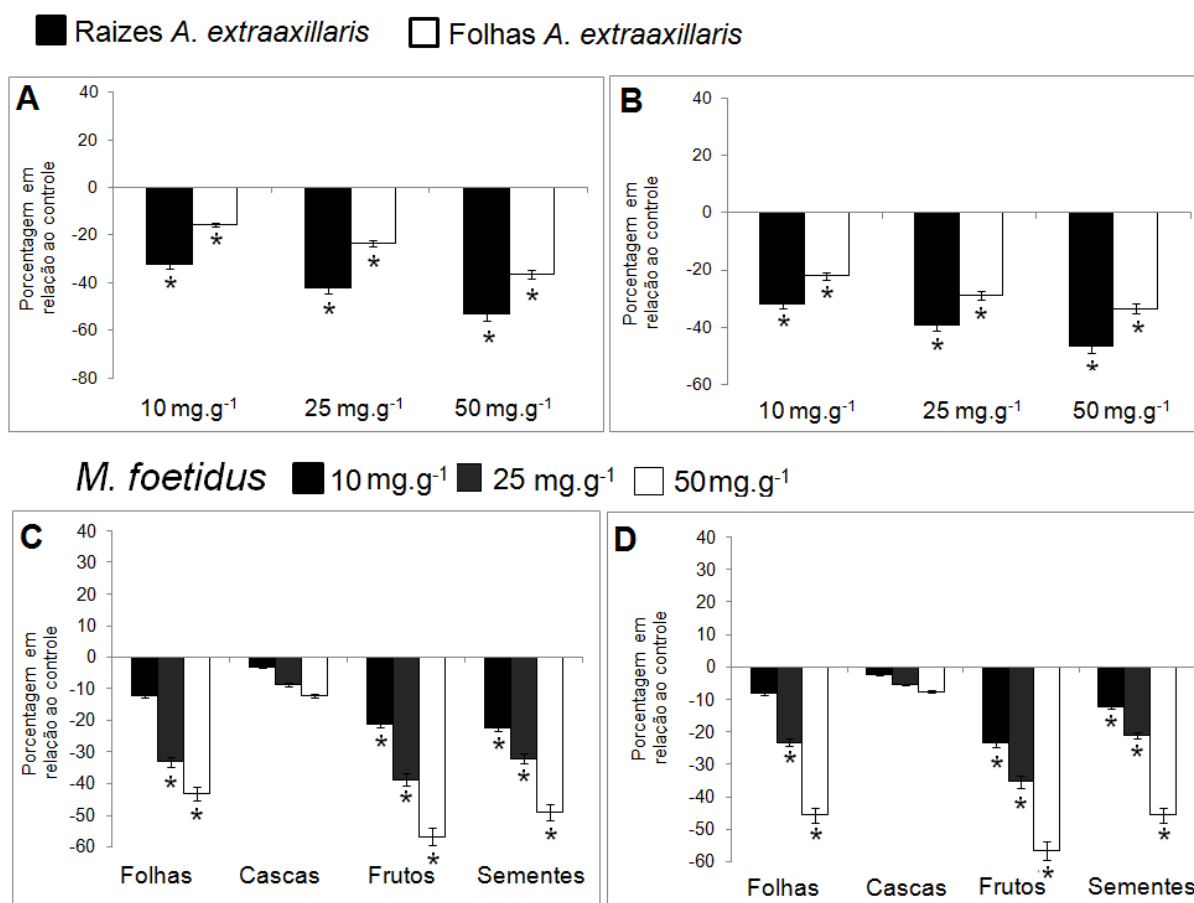 Raizes A. extraaxillaris Folhas A. extraaxillaris
A
Porcentagem em
relação ao controle
40
20
0
-20
-40
-60
-80
* * * * * *
10 mg.g-1 25 mg.g-1 50 mg.g-1
B
Porcentagem em
relação ao controle
40
20
0
-20
-40
-60
* * * * * *
10 mg.g-1 25 mg.g-1 50 mg.g-1
M. foetidus 10 mg.g-1 25 mg.g-1 50 mg.g-1
C
Porcentagem em
relação ao controle
40
30
20
10
0
-10
-20
-30
-40
-50
-60
* * * * * * * *
Folhas Cascas Frutos Sementes
D
Porcentagem em
relação ao controle
40
30
20
10
0
-10
-20
-30
-40
-50
-60
* * * * * * * *
Folhas Cascas Frutos Sementes